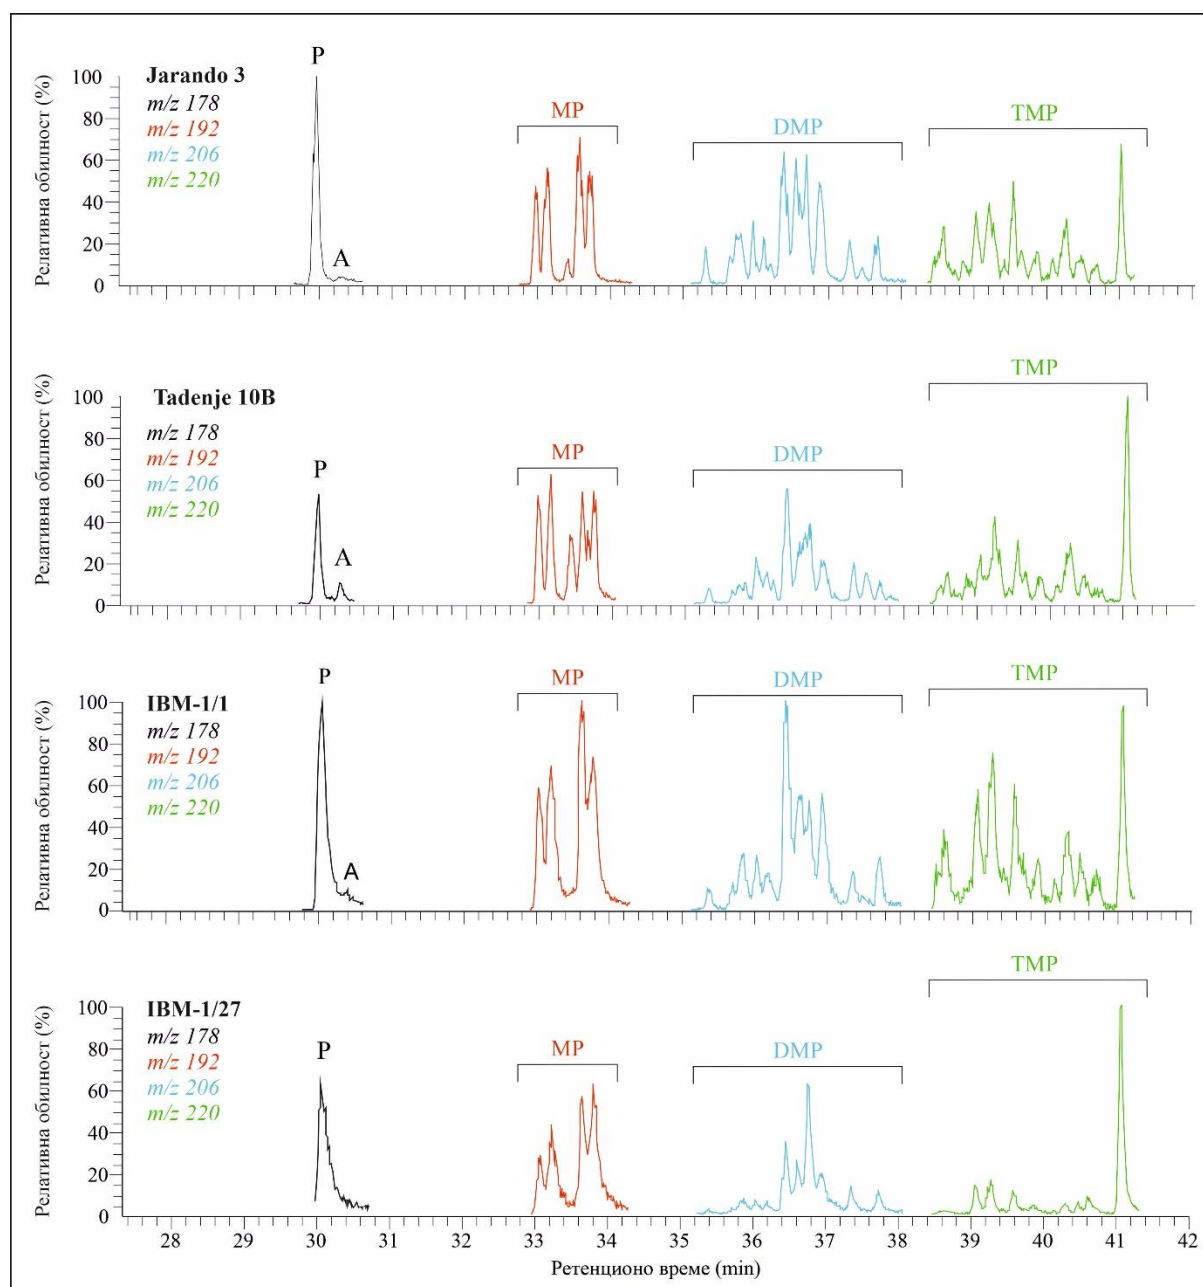 P
Jarando 3
m/z 178
m/z 192
m/z 206
m/z 220
A
MP
DMP
TMP
Релативна обилност (%)
100
80
60
40
20
0
Tadenje 10B
m/z 178
m/z 192
m/z 206
m/z 220
P
A
MP
DMP
TMP
Релативна обилност (%)
100
80
60
40
20
0
P
IBM-1/1
m/z 178
m/z 192
m/z 206
m/z 220
A
MP
DMP
TMP
Релативна обилност (%)
100
80
60
40
20
0
IBM-1/27
m/z 178
m/z 192
m/z 206
m/z 220
P
MP
DMP
TMP
Релативна обилност (%)
100
80
60
40
20
0
28 29 30 31 32 33 34 35 36 37 38 39 40 41 42
Ретенционо време (min)